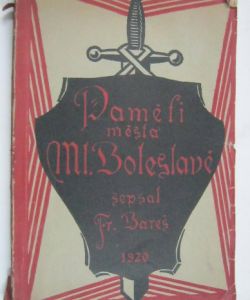 Paměti
města
Ml. Boleslavě
sepsal
Fr. Bareš
1920